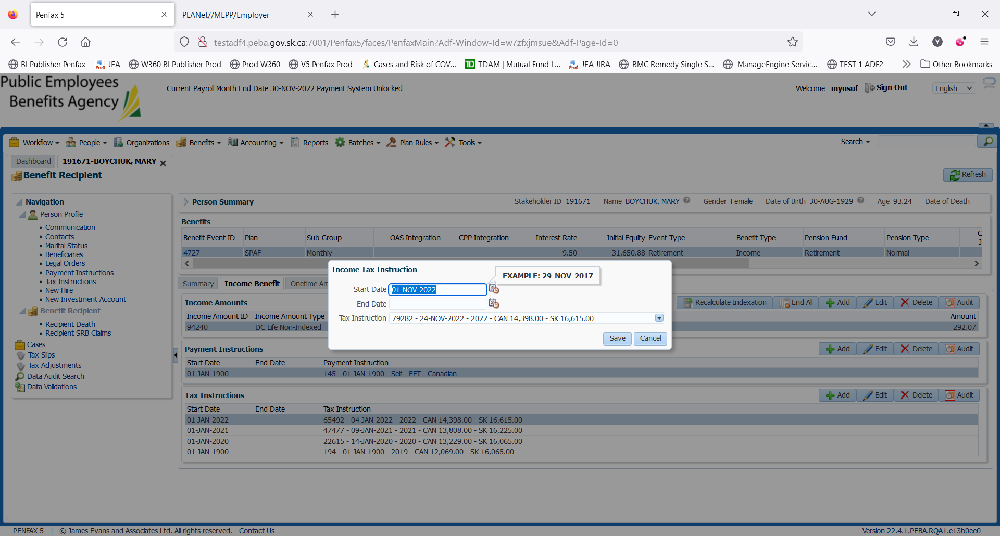 Penfax 5
PLANet//MEPP/Employer
testadf4.peba.gov.sk.ca:7001/Penfax5/faces/PenfaxMain?Adf-Window-Id=w7zfxjmsue&Adf-Page-Id=0
Y
BI Publisher Penfax JEA W360 BI Publisher Prod Prod W360 V5 Penfax Prod Cases and Risk of COV... TDAM | Mutual Fund L... JEA JIRA BMC Remedy Single S... ManageEngine Servic... TEST 1 ADF2 Other Bookmarks
Public Employees
Benefits Agency
Current Payroll Month End Date 30-NOV-2022 Payment System Unlocked
Welcome myusuf Sign Out English
Workflow People Organizations Benefits Accounting Reports Batches Plan Rules Tools Search
Dashboard 191671-BOYCHUK, MARY
Benefit Recipient
Refresh
Navigation
Person Profile
Communication
Contacts
Marital Status
Beneficiaries
Legal Orders
Payment Instructions
Tax Instructions
New Hire
New Investment Account
Benefit Recipient
Recipient Death
Recipient SRB Claims
Cases
Tax Slips
Tax Adjustments
Data Audit Search
Data Validations
Person Summary Stakeholder ID 191671 Name BOYCHUK, MARY Gender Female Date of Birth 30-AUG-1929 Age 93.24 Date of Death
Benefits
Benefit Event ID Plan Sub-Group OAS Integration CPP Integration Interest Rate Initial Equity Event Type Benefit Type Pension Fund Pension Type
4727 SPAF Monthly 9.50 31,650.88 Retirement Income Retirement Normal
Summary Income Benefit Onetime Am
Income Amounts Recalculate Indexation End All Add Edit Delete Audit
Income Amount ID Income Amount Type Amount
94240 DC Life Non-Indexed 292.07
Income Tax Instruction
EXAMPLE: 29-NOV-2017
Start Date 01-NOV-2022
End Date
Tax Instruction 79282 - 24-NOV-2022 - 2022 - CAN 14,398.00 - SK 16,615.00
Save Cancel
Payment Instructions Add Edit Delete Audit
Start Date End Date Payment Instruction
01-JAN-1900 145 - 01-JAN-1900 - Self - EFT - Canadian
Tax Instructions Add Edit Delete Audit
Start Date End Date Tax Instruction
01-JAN-2022 65492 - 04-JAN-2022 - 2022 - CAN 14,398.00 - SK 16,615.00
01-JAN-2021 47477 - 09-JAN-2021 - 2021 - CAN 13,808.00 - SK 16,225.00
01-JAN-2020 22615 - 14-JAN-2020 - 2020 - CAN 13,229.00 - SK 16,065.00
01-JAN-1900 194 - 01-JAN-1900 - 2019 - CAN 12,069.00 - SK 16,065.00
PENFAX 5 | © James Evans and Associates Ltd. All rights reserved. Contact Us
Version 22.4.1.PEBA.RQA1.e13b0ee0